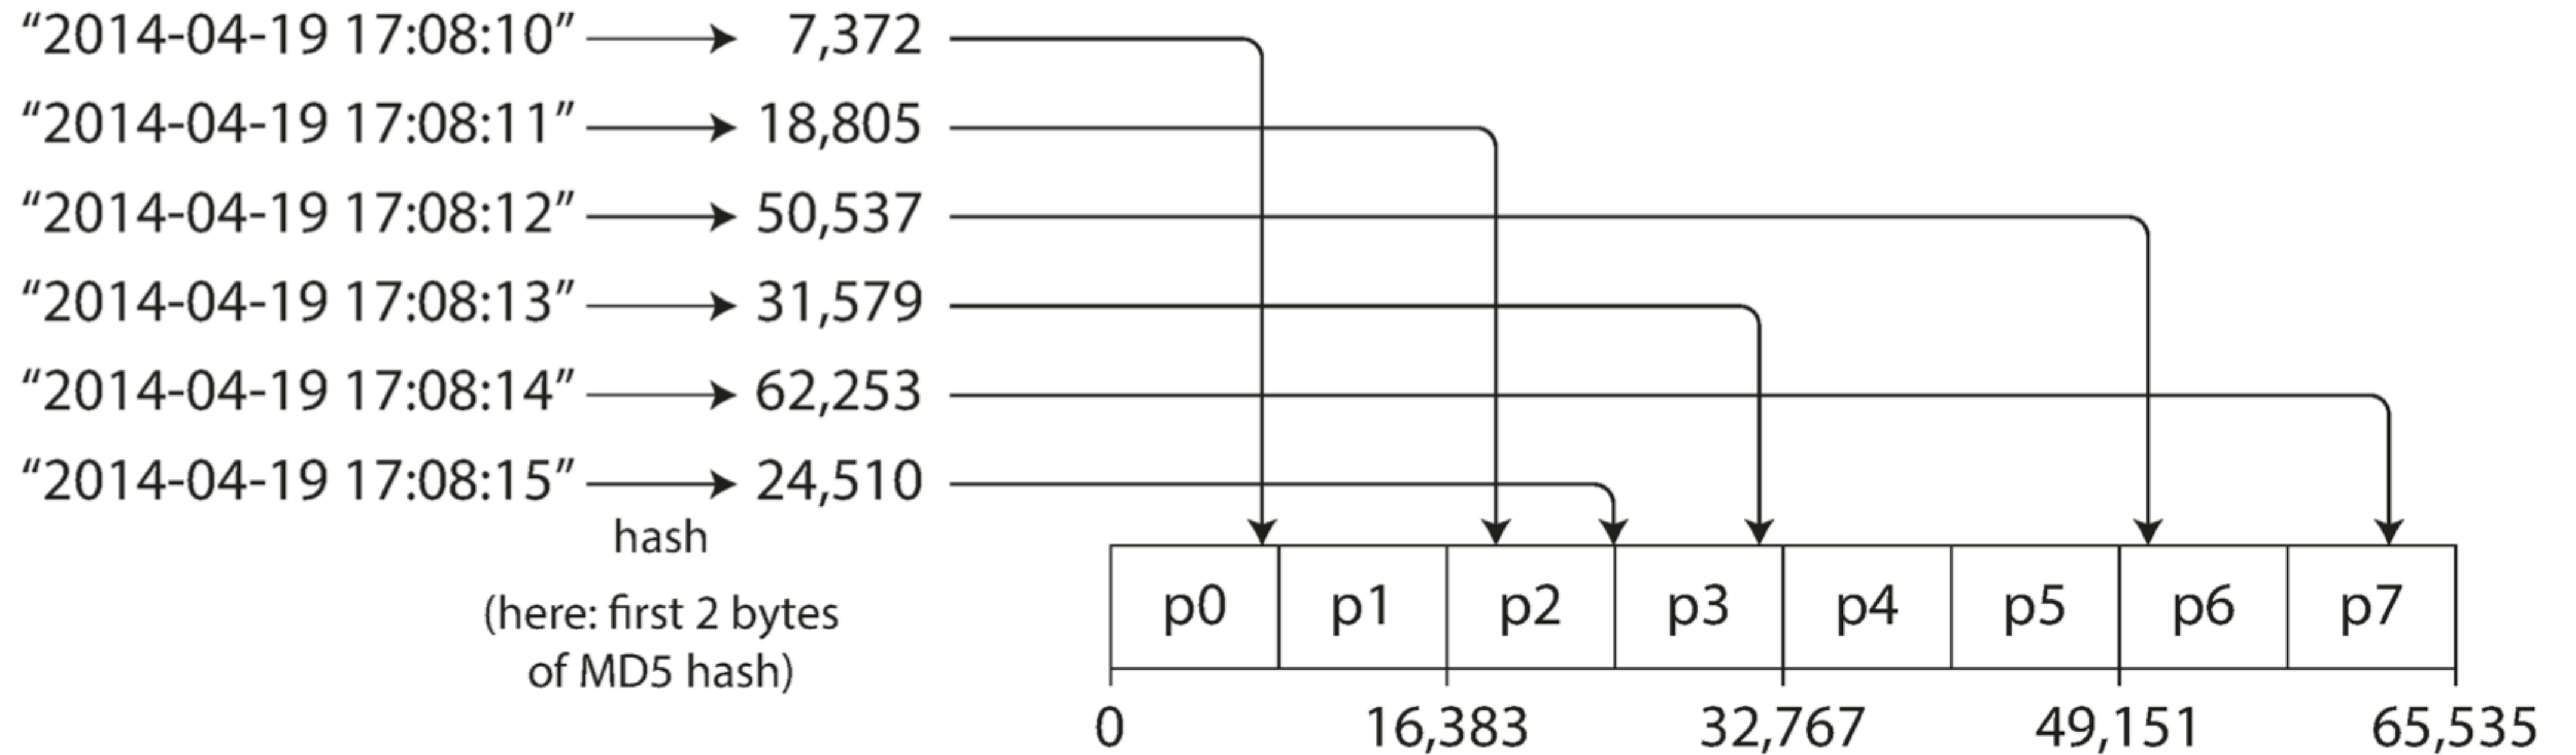 “2014-04-19 17:08:10” 7,372
“2014-04-19 17:08:11” 18,805
“2014-04-19 17:08:12” 50,537
“2014-04-19 17:08:13” 31,579
“2014-04-19 17:08:14” 62,253
“2014-04-19 17:08:15” 24,510
hash
(here: first 2 bytes
of MD5 hash)
p0 p1 p2 p3 p4 p5 p6 p7
0 16,383 32,767 49,151 65,535